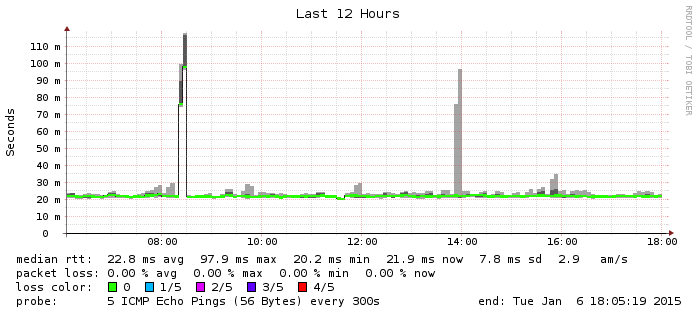 Last 12 Hours
RRDTOOL / TOBI OETIKER
Seconds
110 m
100 m
90 m
80 m
70 m
60 m
50 m
40 m
30 m
20 m
10 m
0
08:00 10:00 12:00 14:00 16:00 18:00
median rtt: 22.8 ms avg 97.9 ms max 20.2 ms min 21.9 ms now 7.8 ms sd 2.9 am/s
packet loss: 0.00 % avg 0.00 % max 0.00 % min 0.00 % now
loss color: 0 1/5 2/5 3/5 4/5
probe: 5 ICMP Echo Pings (56 Bytes) every 300s end: Tue Jan 6 18:05:19 2015